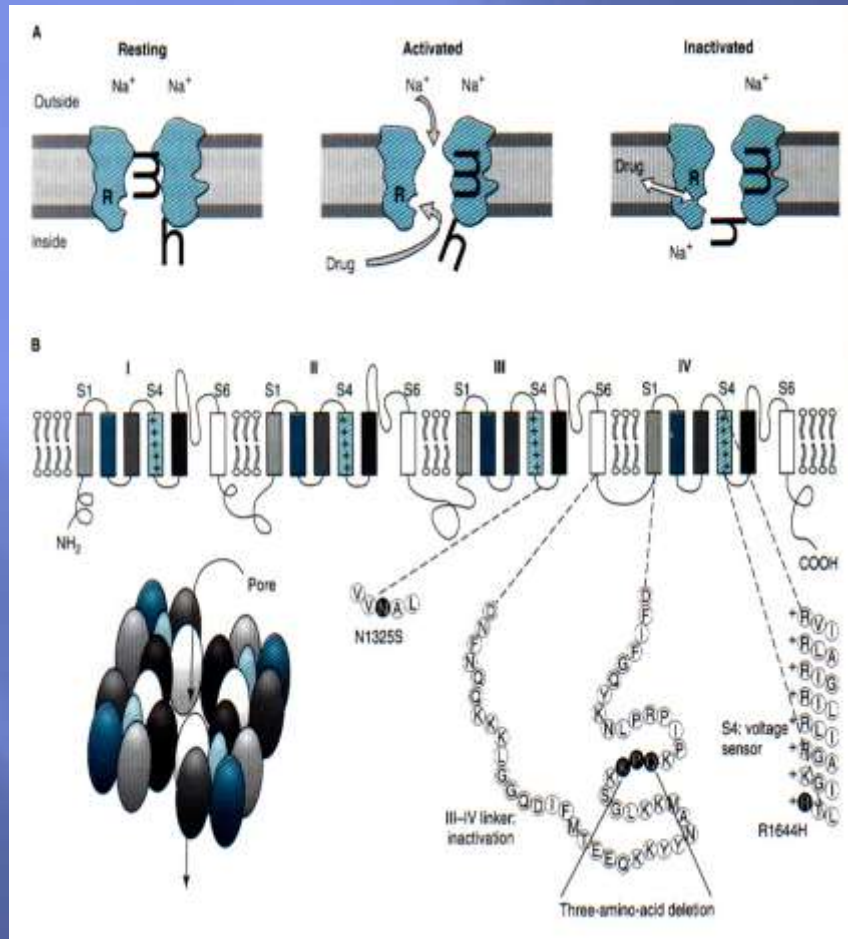 A
Resting
Activated
Inactivated
Na+ Na+
Na+ Na+
Na+
Outside
m
m
m
R
R
R
Drug
h
h
h
Inside
Drug
Na+
B
I
II
III
IV
S1 S4 S6
S1 S4 S6
S1 S4 S6
S1 S4 S6
+ + + +
+ + + +
+ + + +
+ + + +
NH2
COOH
Pore
V V N A L
N1325S
III–IV linker:
inactivation
K K K L G G Q D I F M T E E Q K K Y Y N A M K K L G S K
K P I P R P L N K
Q G F I F D
Three-amino-acid deletion
S4: voltage
sensor
+R V I
+R L A
+R I G
+R I L
+R L I
+R G A
+K G I
+R T L
R1644H